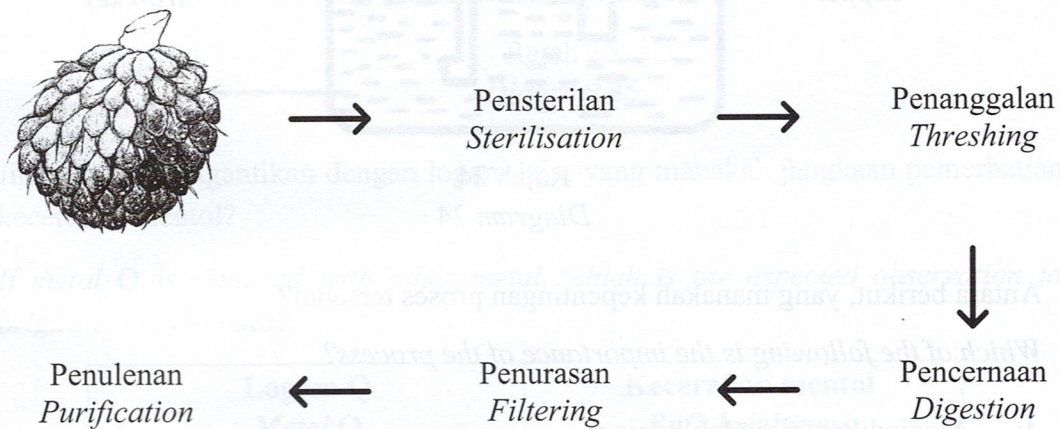 Pensterilan
Sterilisation
Penanggalan
Threshing
Pencernaan
Digestion
Penurasan
Filtering
Penulenan
Purification